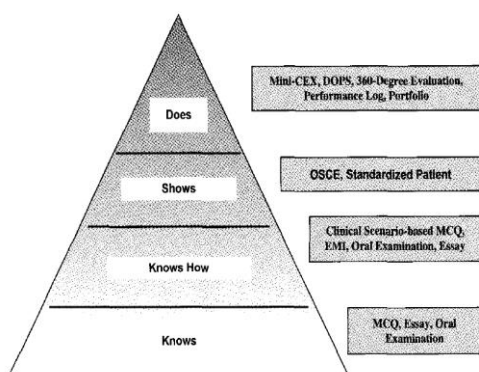 Mini-CEX, DOPS, 360-Degree Evaluation,
Performance Log, Portfolio
Does
OSCE, Standardized Patient
Shows
Clinical Scenario-based MCQ,
EMI, Oral Examination, Essay
Knows How
MCQ, Essay, Oral
Examination
Knows